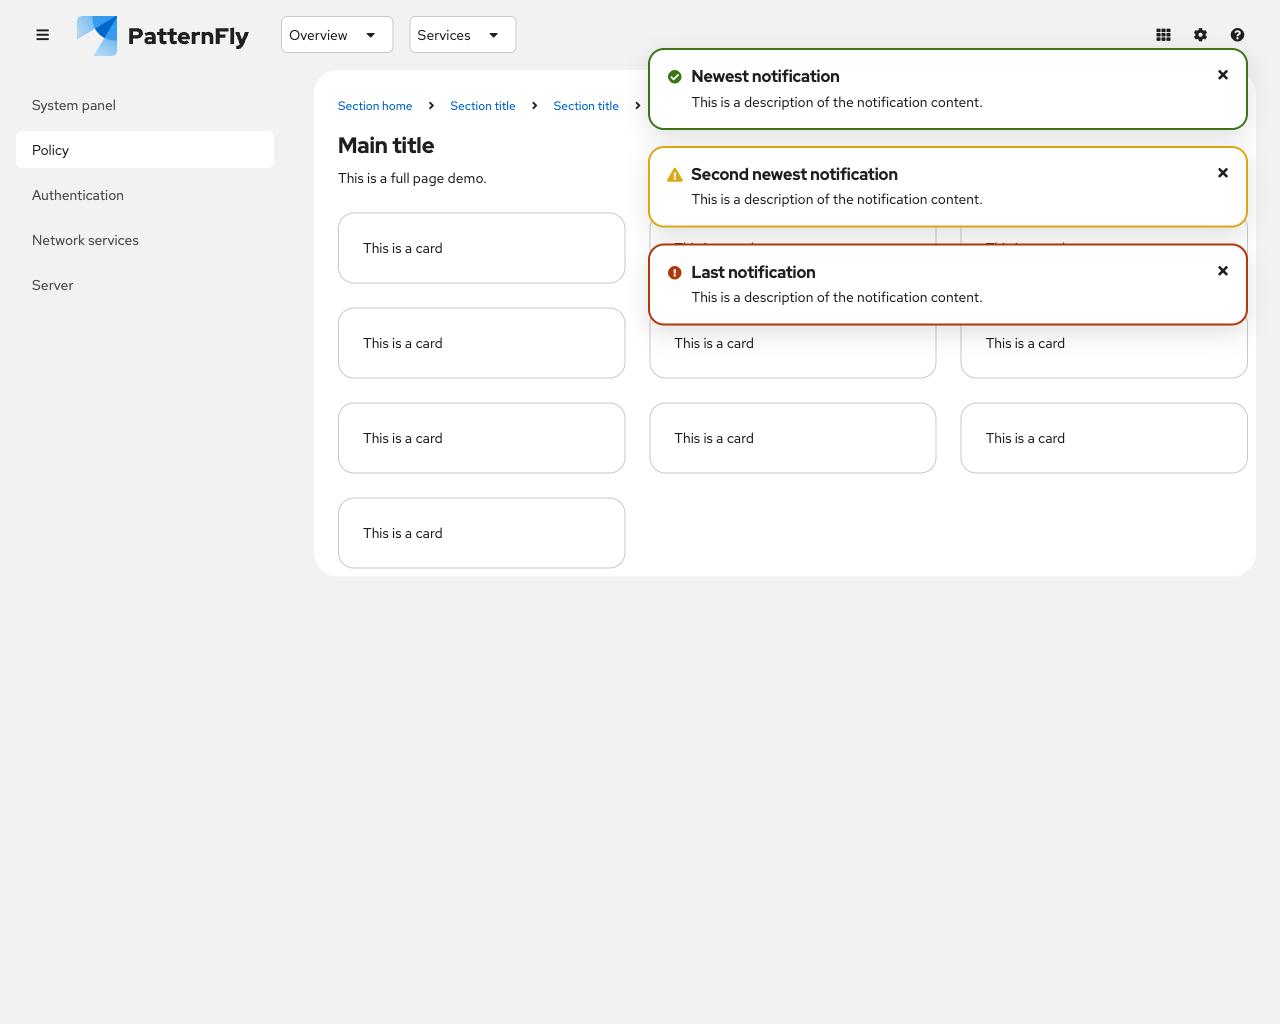 PatternFly
Overview
Services
System panel
Policy
Authentication
Network services
Server
Section home
Section title
Section title
Main title
This is a full page demo.
Newest notification
This is a description of the notification content.
Second newest notification
This is a description of the notification content.
Last notification
This is a description of the notification content.
This is a card
This is a card
This is a card
This is a card
This is a card
This is a card
This is a card
This is a card